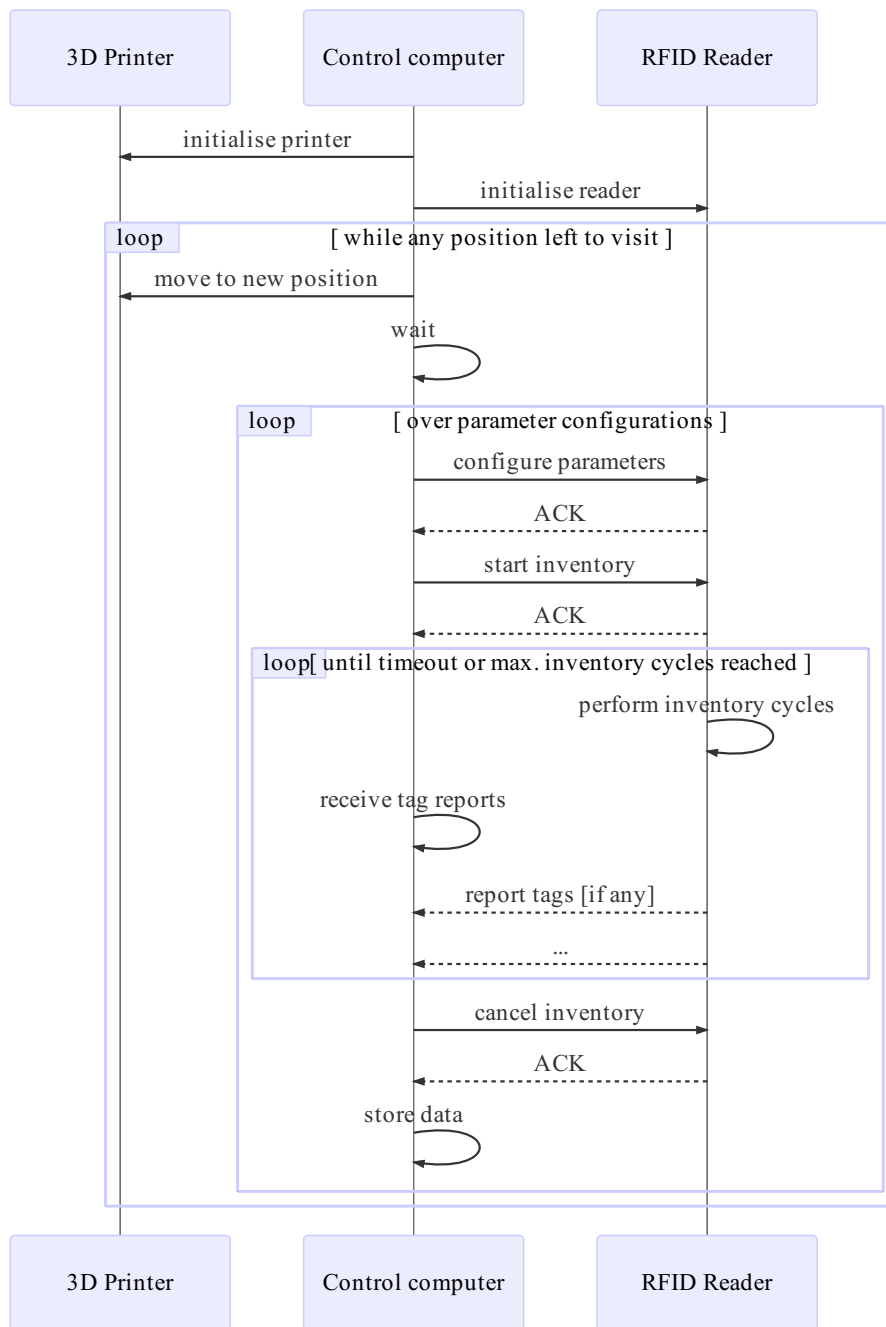 3D Printer
Control computer
RFID Reader
initialise printer
initialise reader
loop
[ while any position left to visit ]
move to new position
wait
loop
[ over parameter configurations ]
configure parameters
ACK
start inventory
ACK
loop
[ until timeout or max. inventory cycles reached ]
perform inventory cycles
receive tag reports
report tags [if any]
...
cancel inventory
ACK
store data
3D Printer
Control computer
RFID Reader